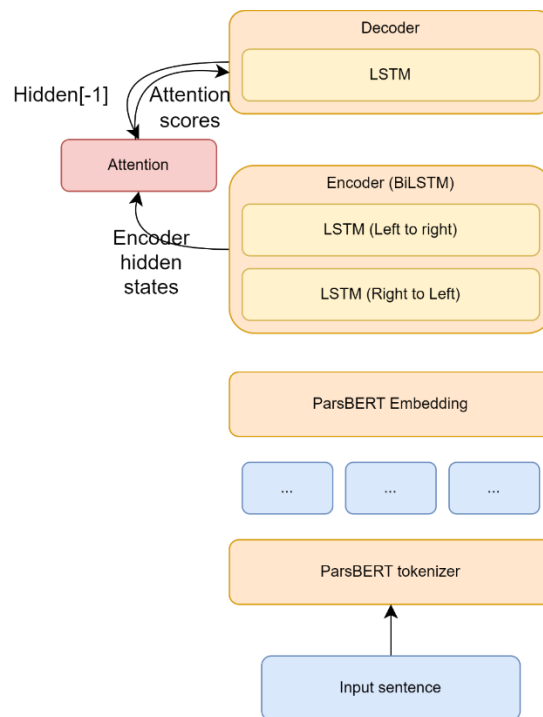 Decoder
LSTM
Hidden[-1]
Attention
scores
Attention
Encoder (BiLSTM)
LSTM (Left to right)
Encoder
hidden
states
LSTM (Right to Left)
ParsBERT Embedding
...
...
...
ParsBERT tokenizer
Input sentence